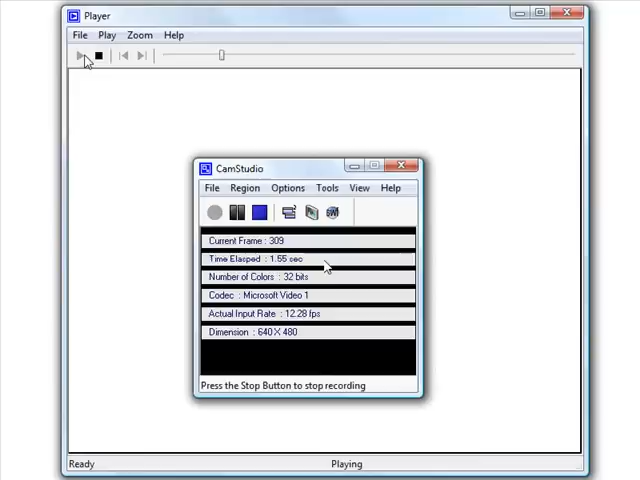 Player
File Play Zoom Help
CamStudio
File Region Options Tools View Help
SWF
Current Frame : 309
Time Elasped : 1.55 sec
Number of Colors : 32 bits
Codec : Microsoft Video 1
Actual Input Rate : 12.28 fps
Dimension : 640 X 480
Press the Stop Button to stop recording
Ready Playing